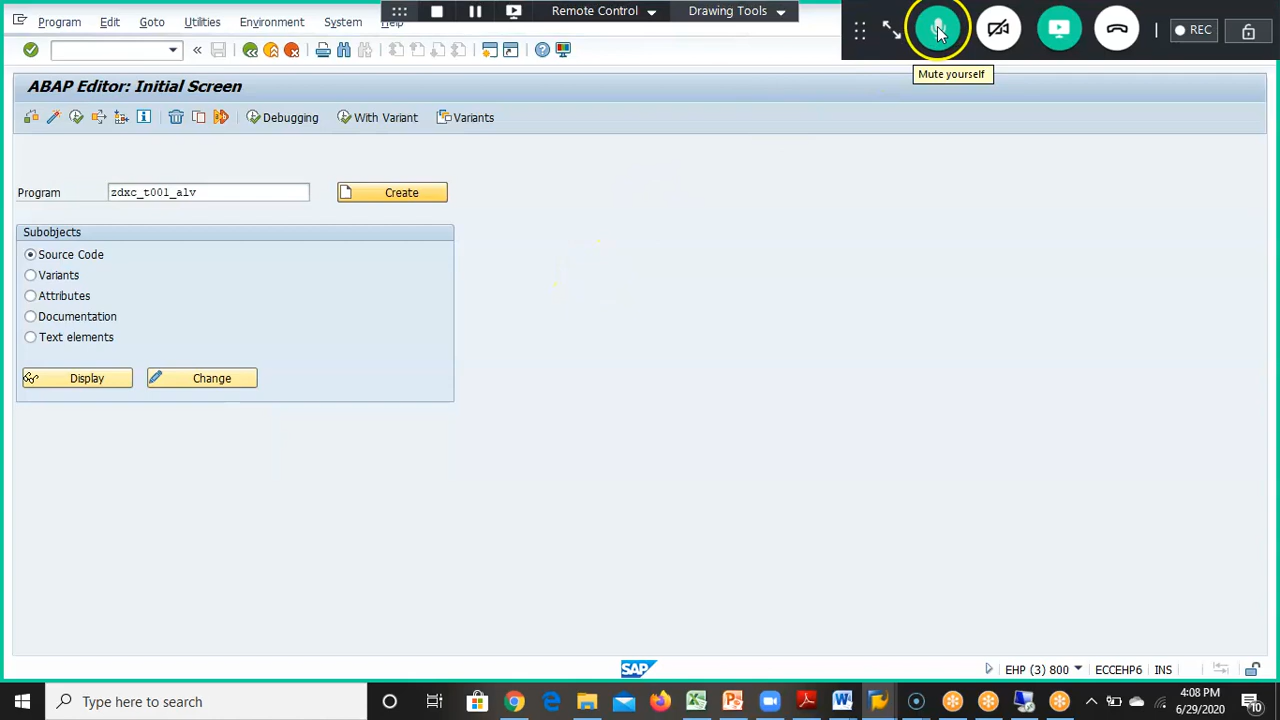 Program Edit Goto Utilities Environment System Help
Remote Control Drawing Tools
REC
Mute yourself
ABAP Editor: Initial Screen
Debugging With Variant Variants
Program zdxc_t001_alv Create
Subobjects
Source Code
Variants
Attributes
Documentation
Text elements
Display Change
SAP
EHP (3) 800 ECCEHP6 INS
Type here to search
4:08 PM
6/29/2020
10